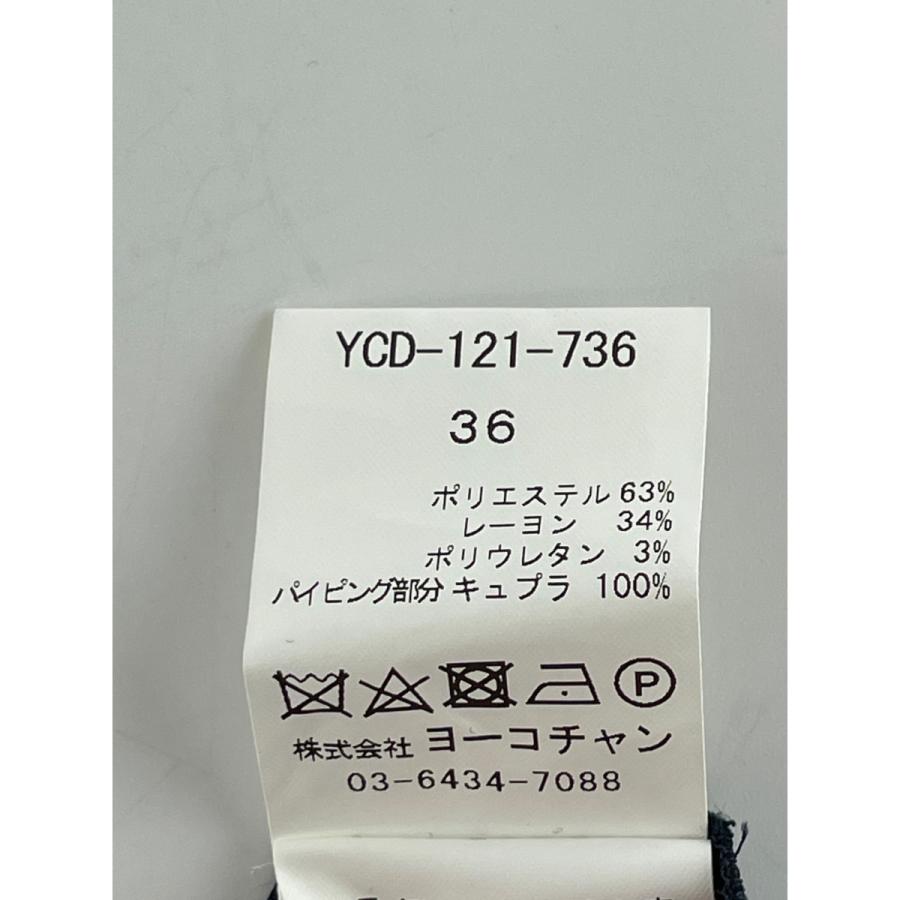 YCD-121-736
36
ポリエステル 63%
レーヨン 34%
ポリウレタン 3%
パイピング部分 キュプラ 100%
P
株式会社 ヨーコチャン
03-6434-7088